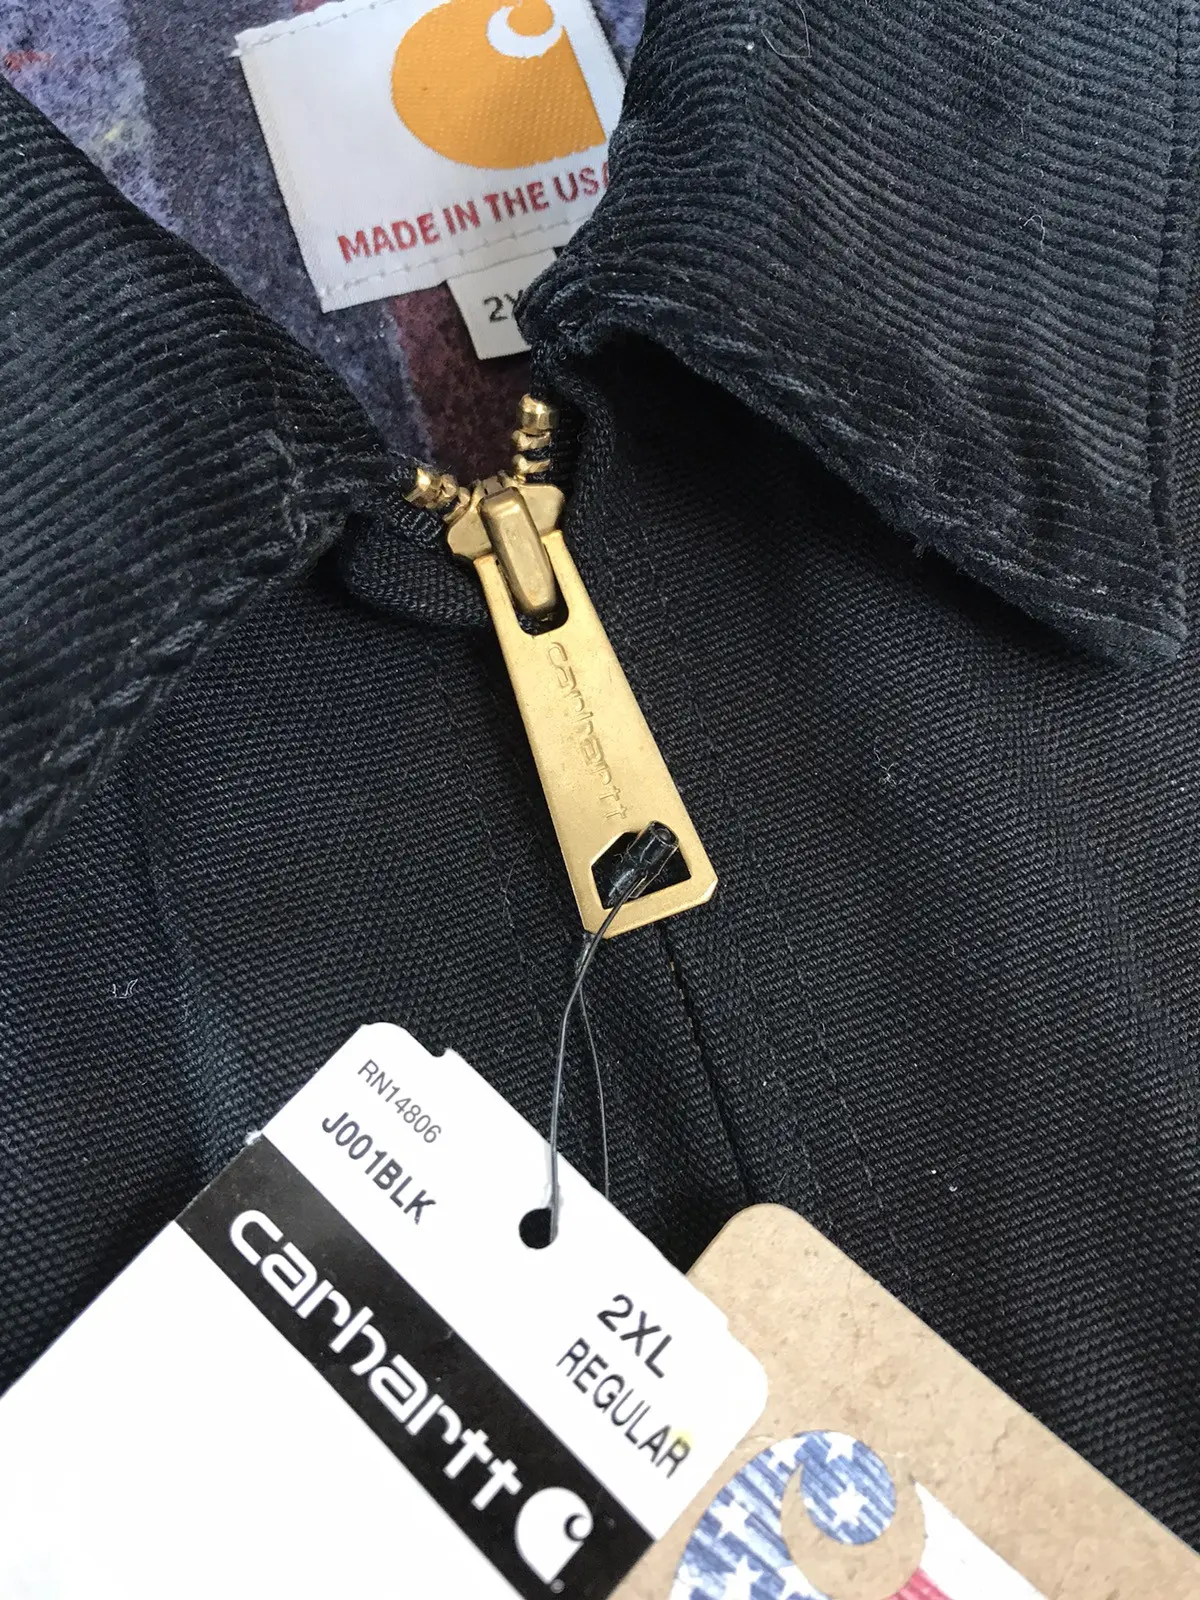 MADE IN THE USA
2X
carhartt
RN14806
J001BLK
carhartt
2XL
REGULAR